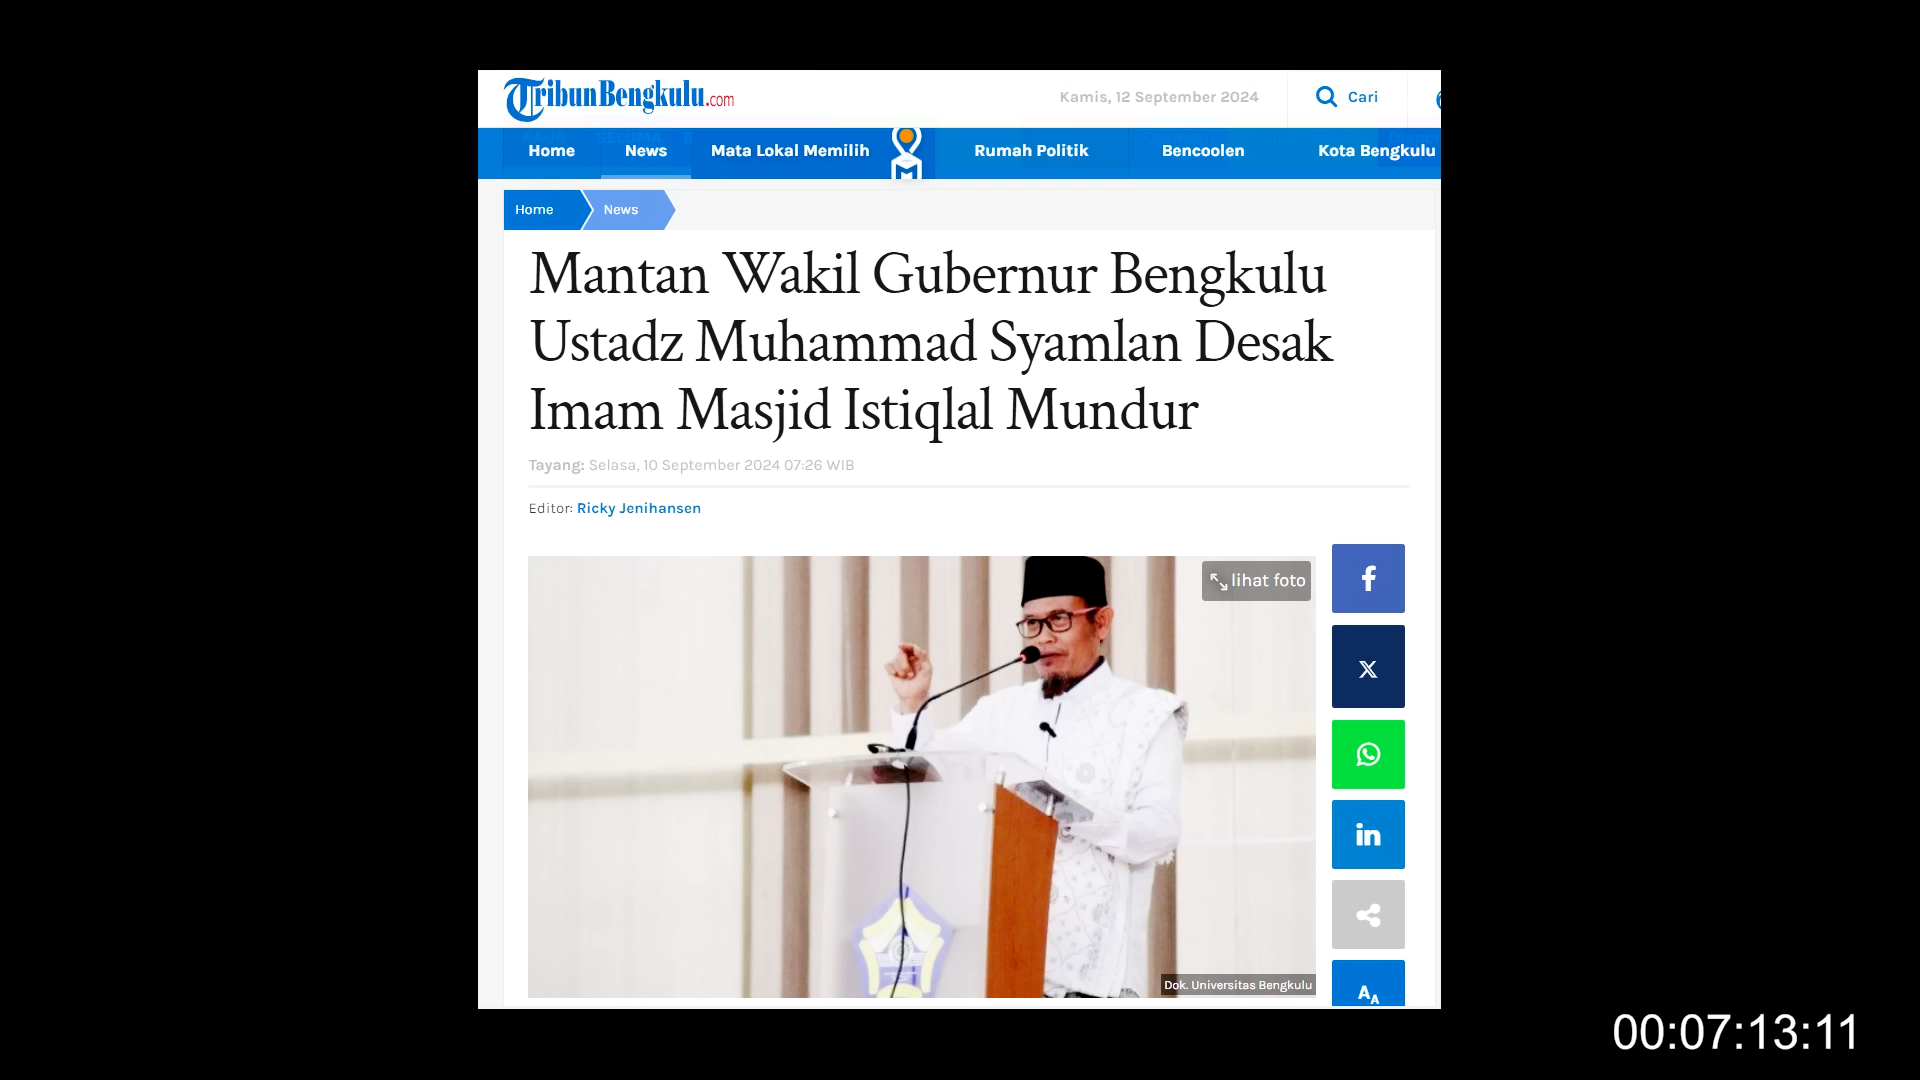 TribunBengkulu.com
Kamis, 12 September 2024
Cari
Home
News
Mata Lokal Memilih
Rumah Politik
Bencoolen
Kota Bengkulu
Home
News
Mantan Wakil Gubernur Bengkulu
Ustadz Muhammad Syamlan Desak
Imam Masjid Istiqlal Mundur
Tayang: Selasa, 10 September 2024 07:26 WIB
Editor: Ricky Jenihansen
lihat foto
Dok. Universitas Bengkulu
AA
00:07:13:11